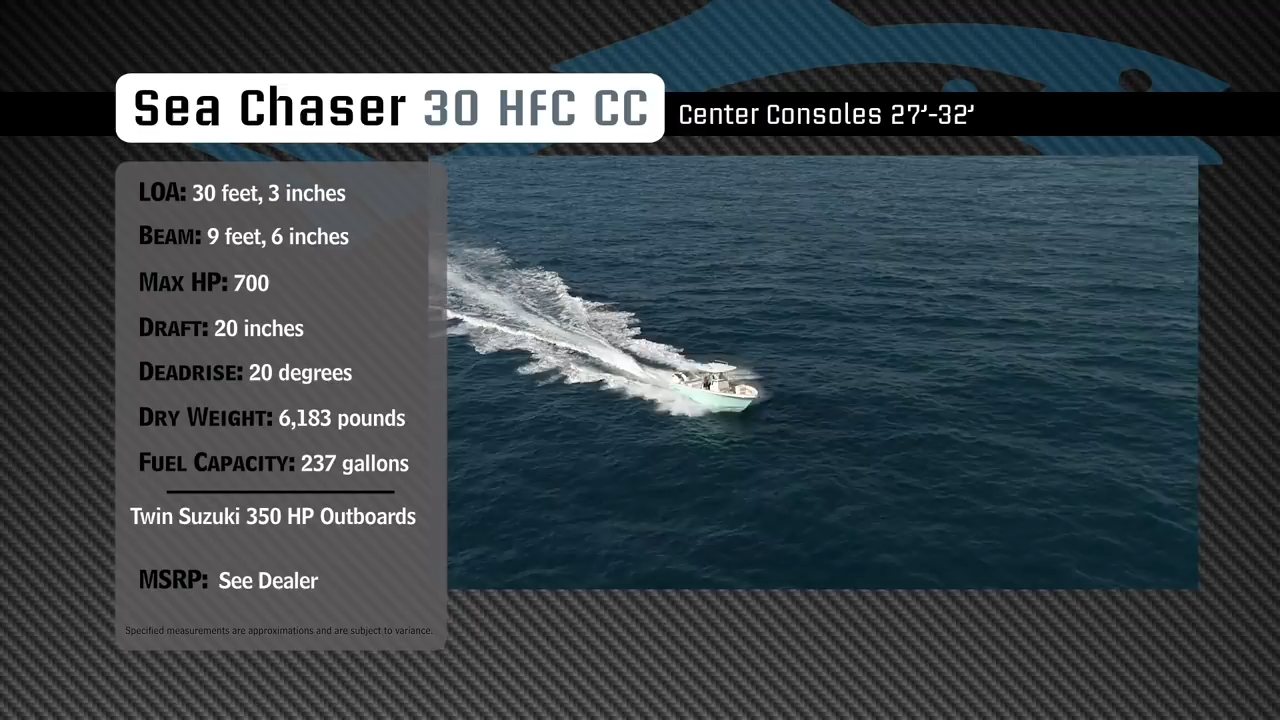 Sea Chaser 30 HFC CC
Center Consoles 27'-32'
LOA: 30 feet, 3 inches
Beam: 9 feet, 6 inches
Max HP: 700
Draft: 20 inches
Deadrise: 20 degrees
Dry Weight: 6,183 pounds
Fuel Capacity: 237 gallons
Twin Suzuki 350 HP Outboards
MSRP: See Dealer
Specified measurements are approximations and are subject to variance.